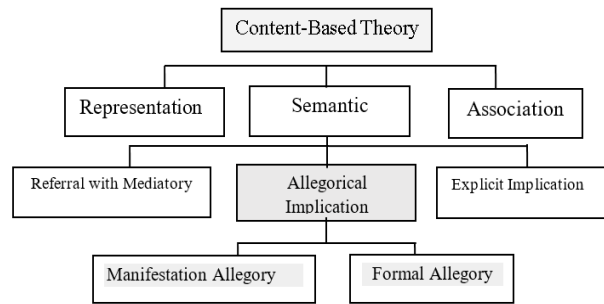 Content-Based Theory
Representation
Semantic
Association
Referral with Mediatory
Allegorical
Implication
Explicit Implication
Manifestation Allegory
Formal Allegory